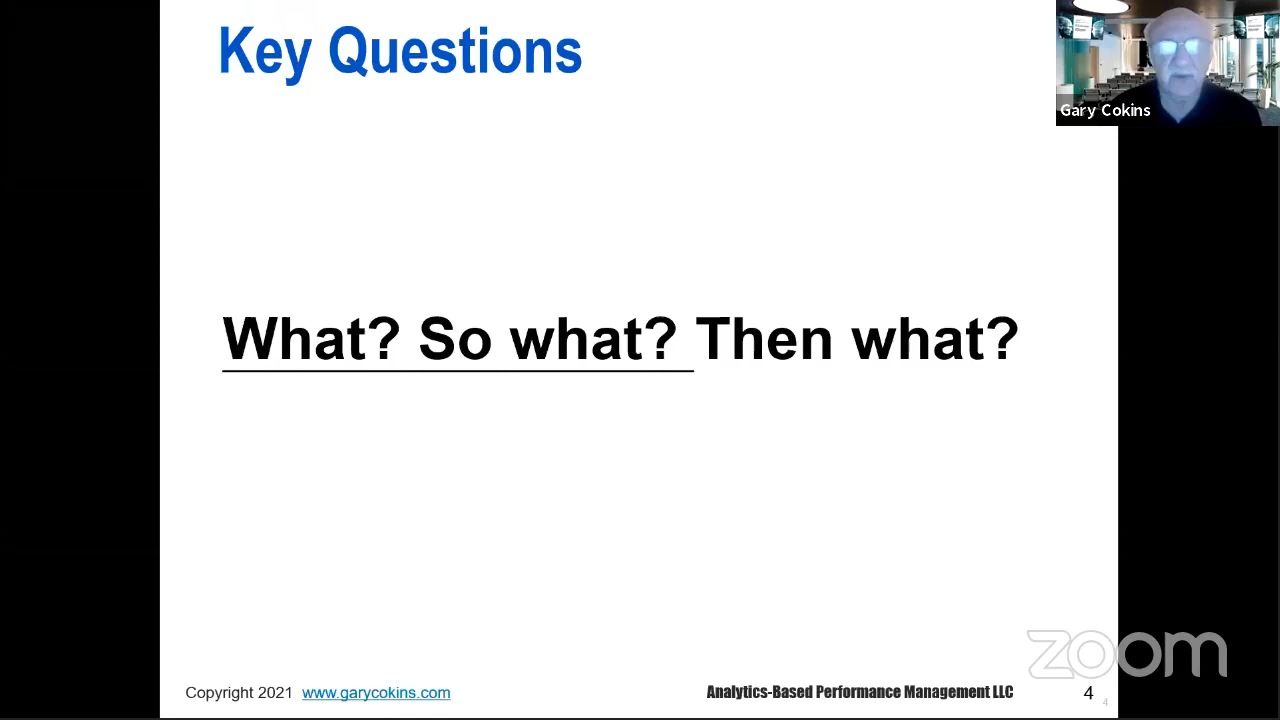 Key Questions
Gary Cokins
What? So what? Then what?
zoom
Copyright 2021 www.garycokins.com
Analytics-Based Performance Management LLC
4
4